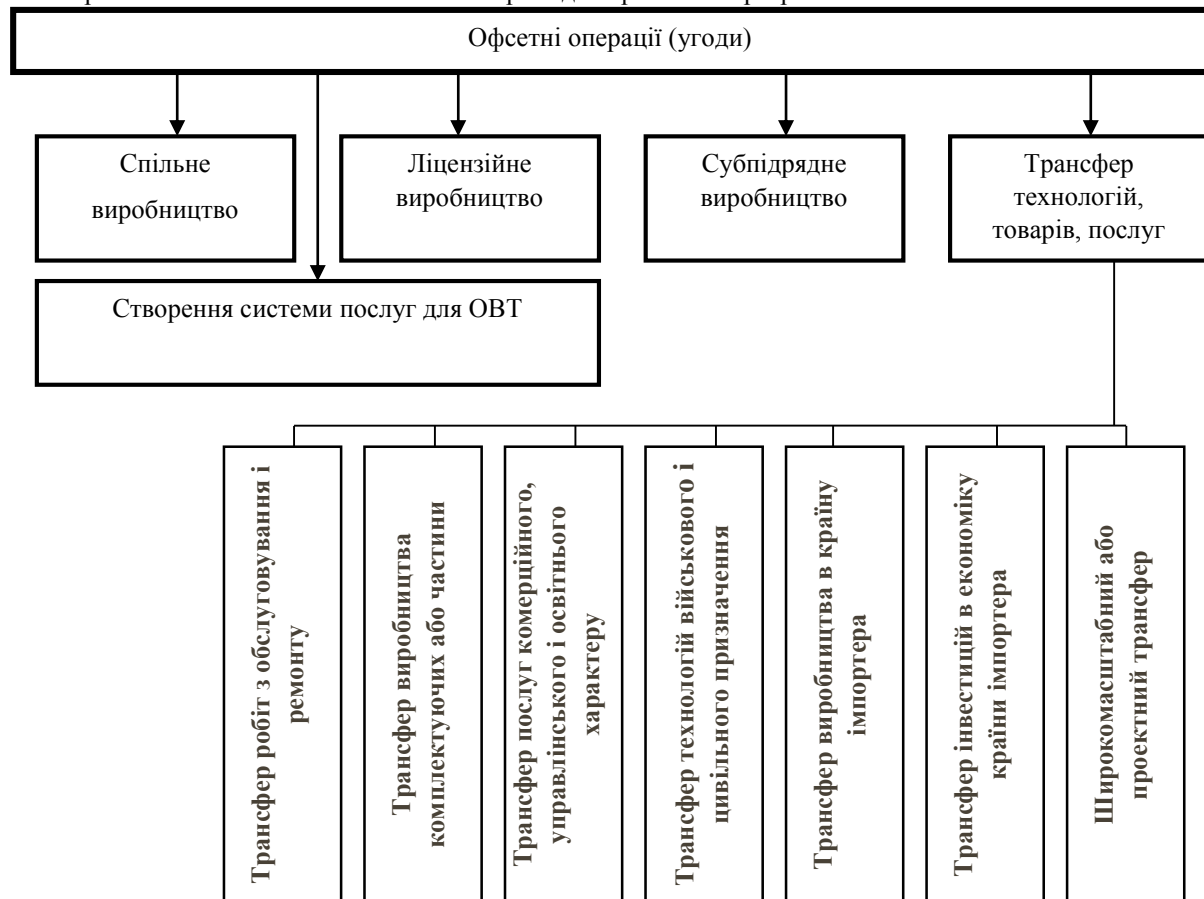 Офсетні операції (угоди)
Спільне
виробництво
Ліцензійне
виробництво
Субпідрядне
виробництво
Трансфер
технологій,
товарів, послуг
Створення системи послуг для ОВТ
Трансфер робіт з обслуговування і
ремонту
Трансфер виробництва
комплектуючих або частини
Трансфер послуг комерційного,
управлінського і освітнього
характеру
Трансфер технологій військового і
цивільного призначення
Трансфер виробництва в країну
імпортера
Трансфер інвестицій в економіку
країни імпортера
Широкомасштабний або
проектний трансфер